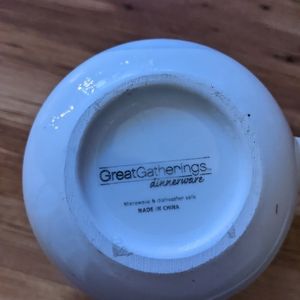 GreatGatherings
dinnerware
Microwave & dishwasher safe
MADE IN CHINA